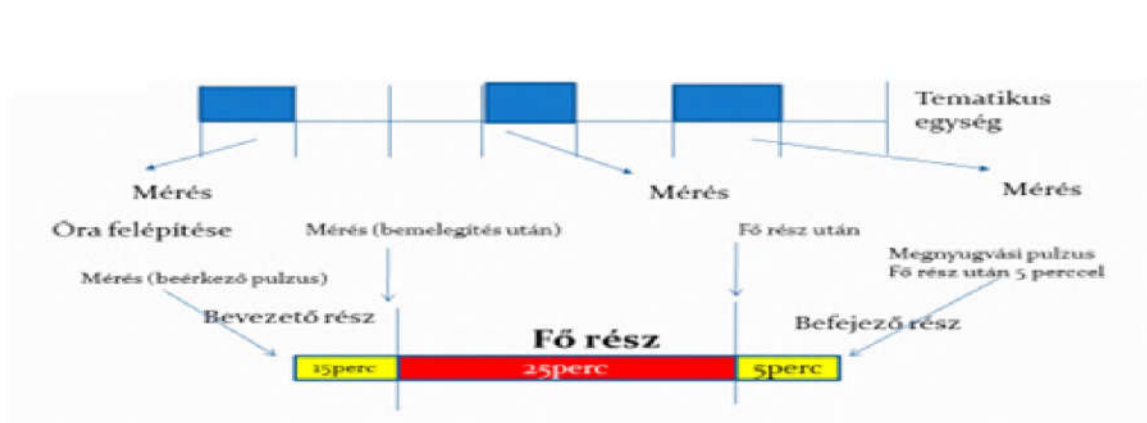 Tematikus
egység
Mérés
Mérés
Mérés
Óra felépítése
Mérés (bemelegítés után)
Fő rész után
Megnyugvási pulzus
Fő rész után 5 perccel
Mérés (beérkező pulzus)
Bevezető rész
Befejező rész
Fő rész
15perc
25perc
5perc